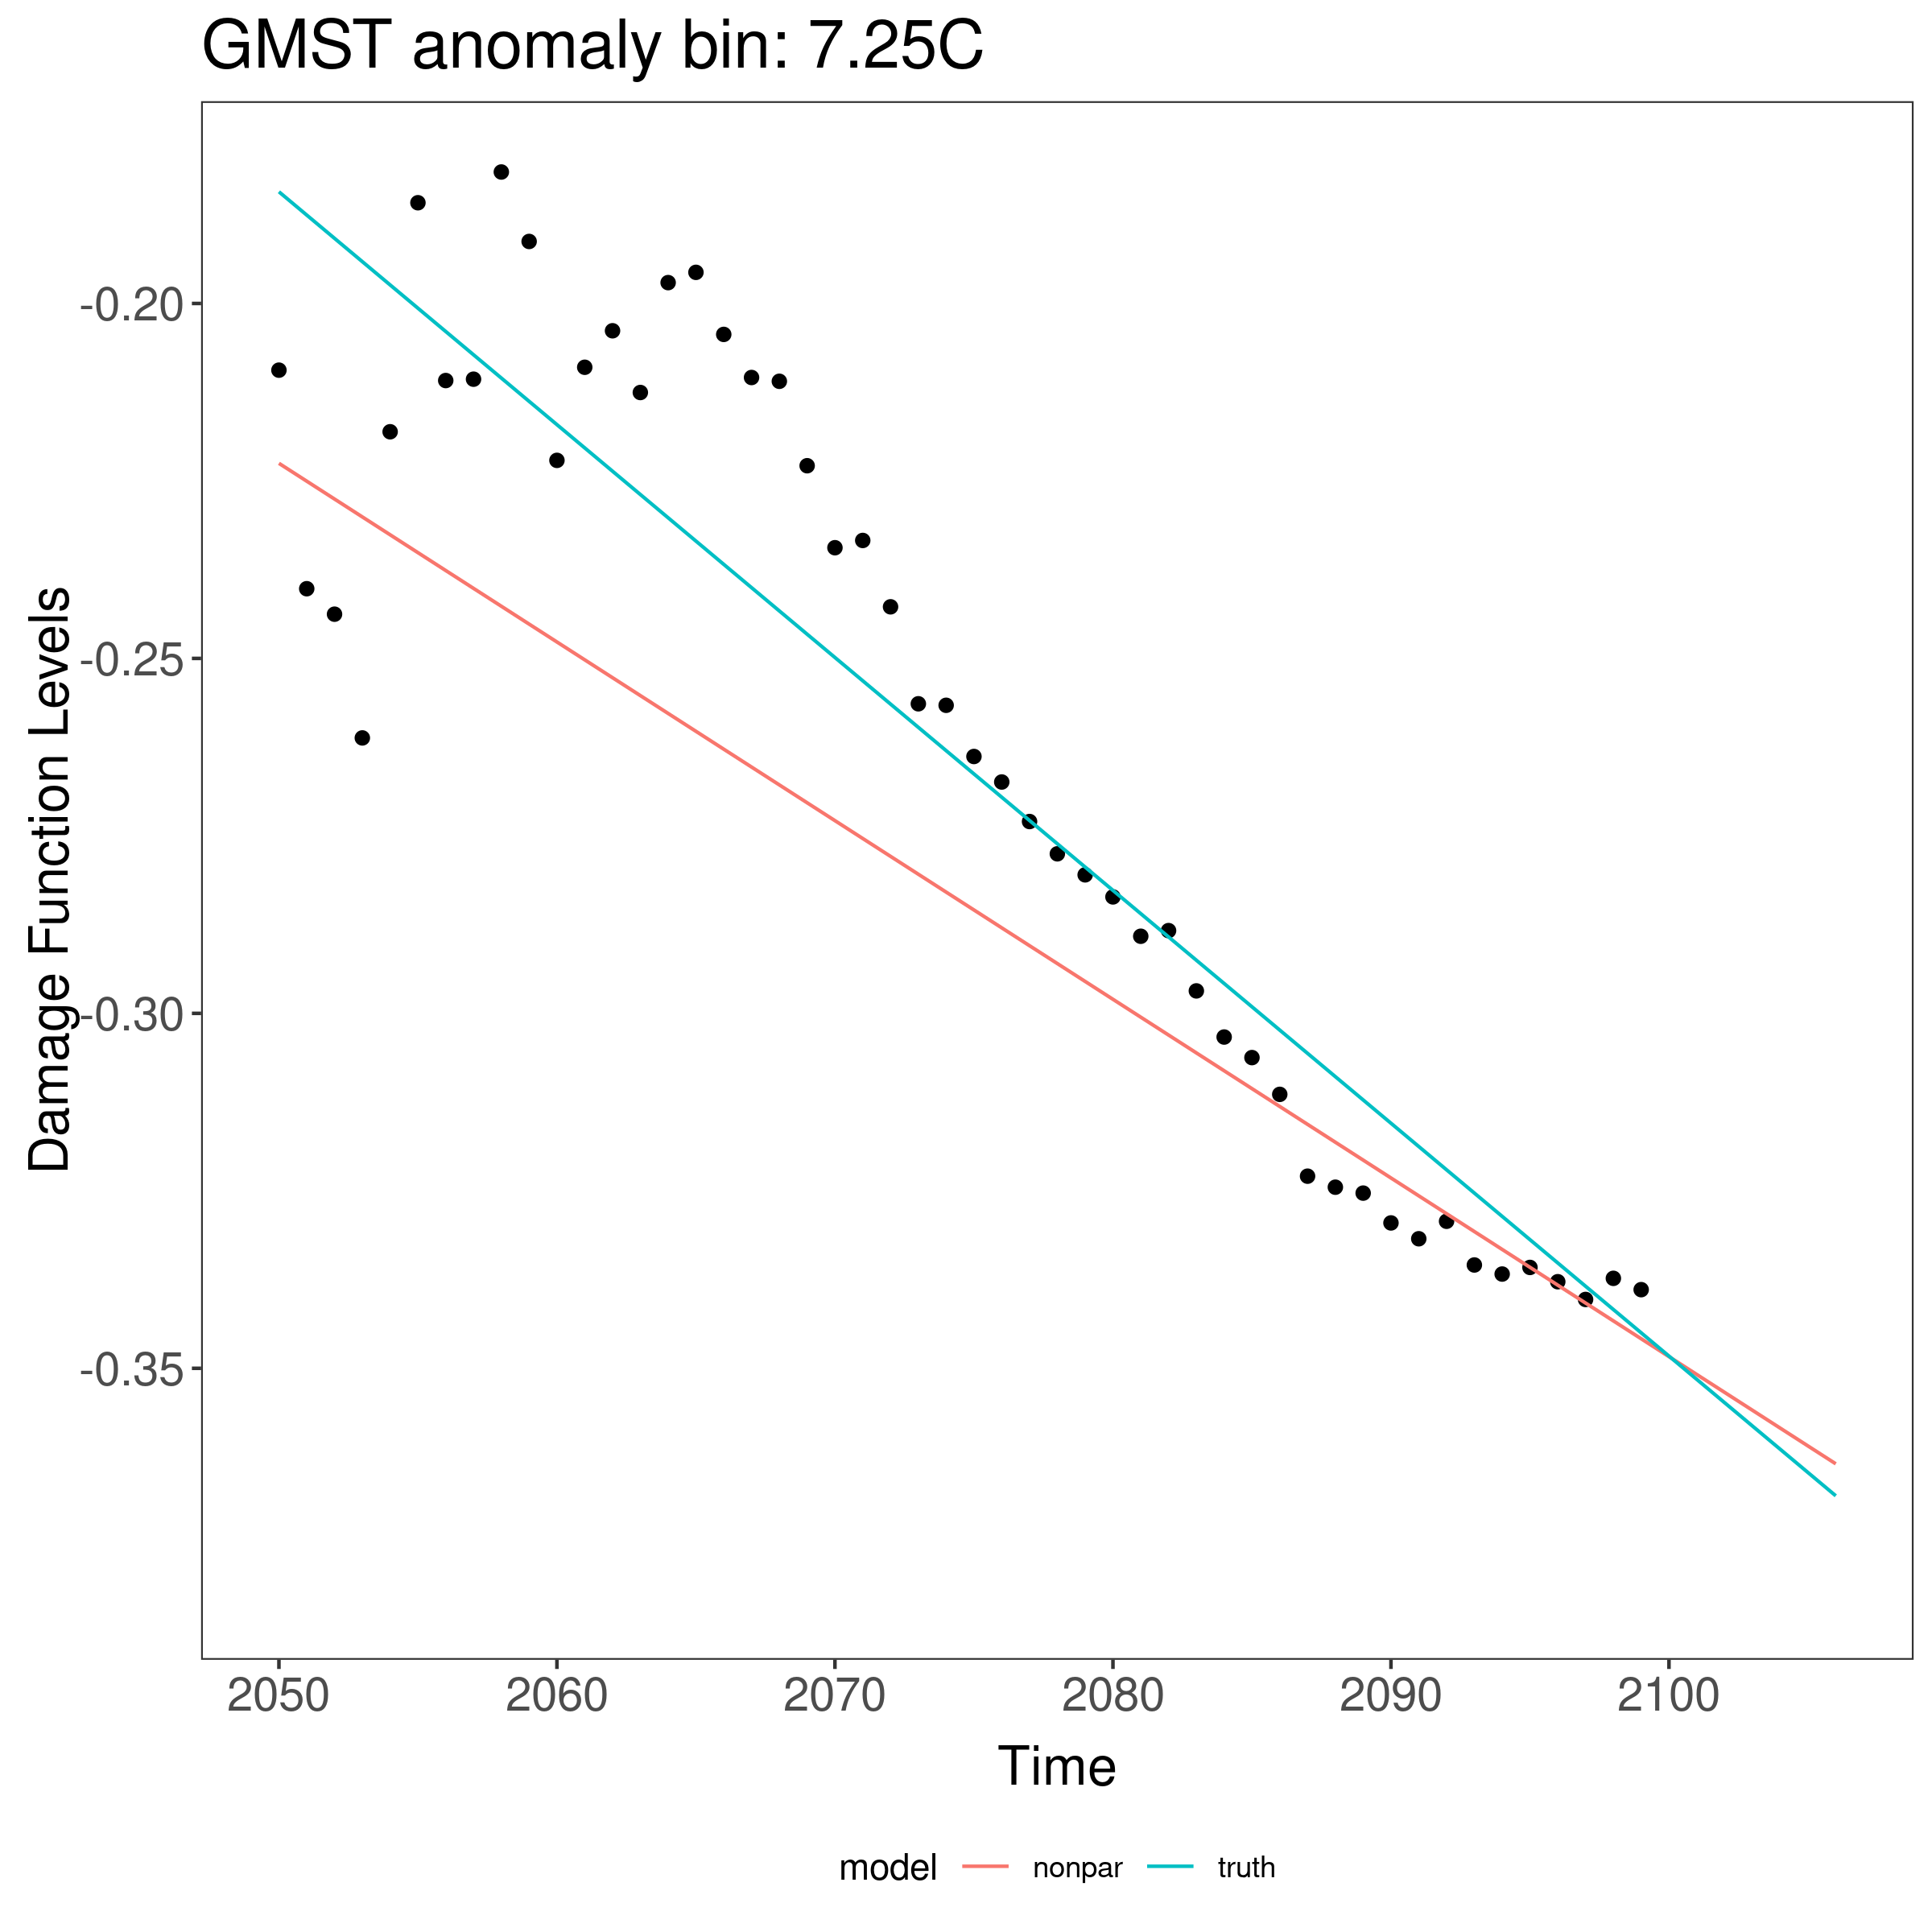 GMST anomaly bin: 7.25C
Damage Function Levels
-0.20
-0.25
-0.30
-0.35
2050 2060 2070 2080 2090 2100
Time
model nonpar truth